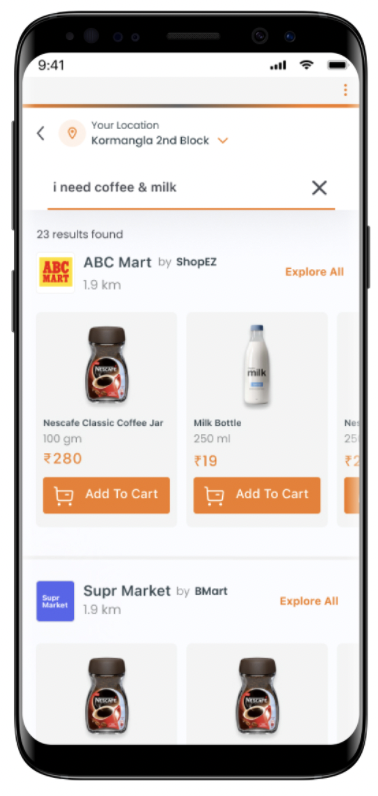 9:41
Your Location
Kormangla 2nd Block
i need coffee & milk
23 results found
ABC MART
ABC Mart by ShopEZ
1.9 km
Explore All
NESCAFE
milk
Nescafe Classic Coffee Jar
100 gm
₹280
Add To Cart
Milk Bottle
250 ml
₹19
Add To Cart
Nes
25
₹2
Supr Market
Supr Market by BMart
1.9 km
Explore All
NESCAFE
NESCAFE